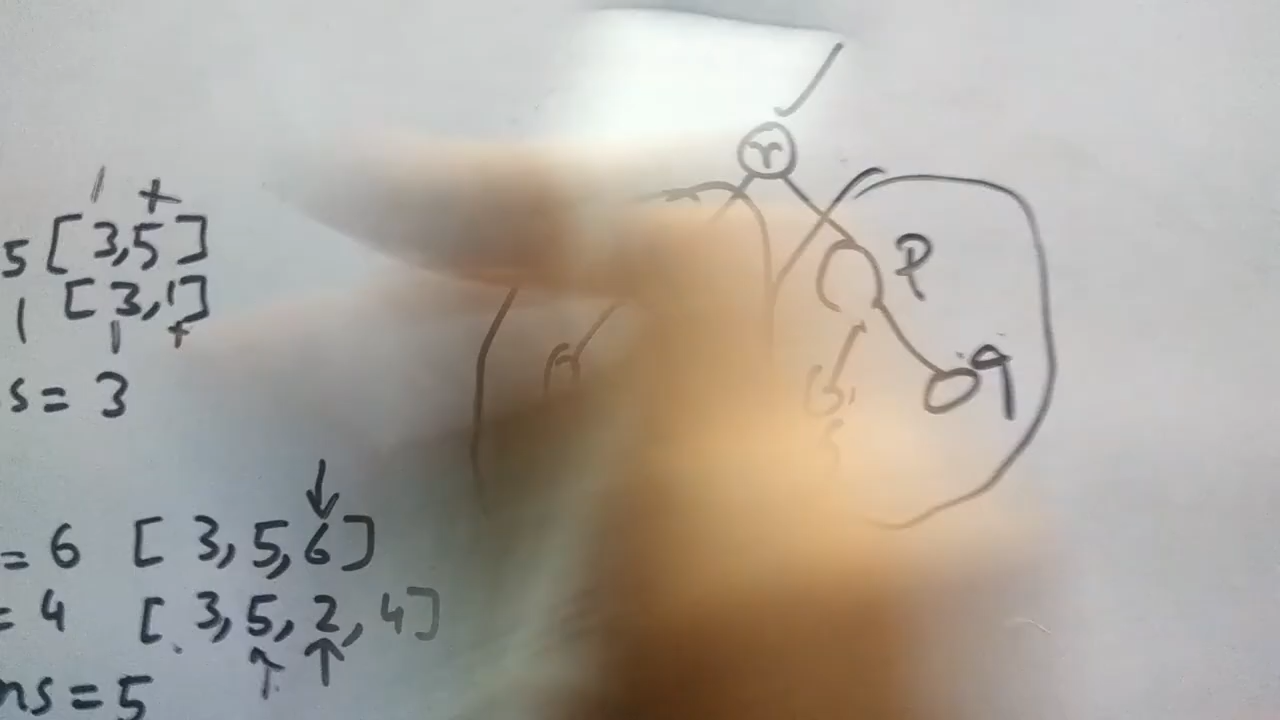 5 [ 3,5 ]
1 [ 3,1 ]
s = 3
= 6 [ 3,5,6 ]
= 4 [ 3,5,2,4 ]
ns = 5
r
P
q